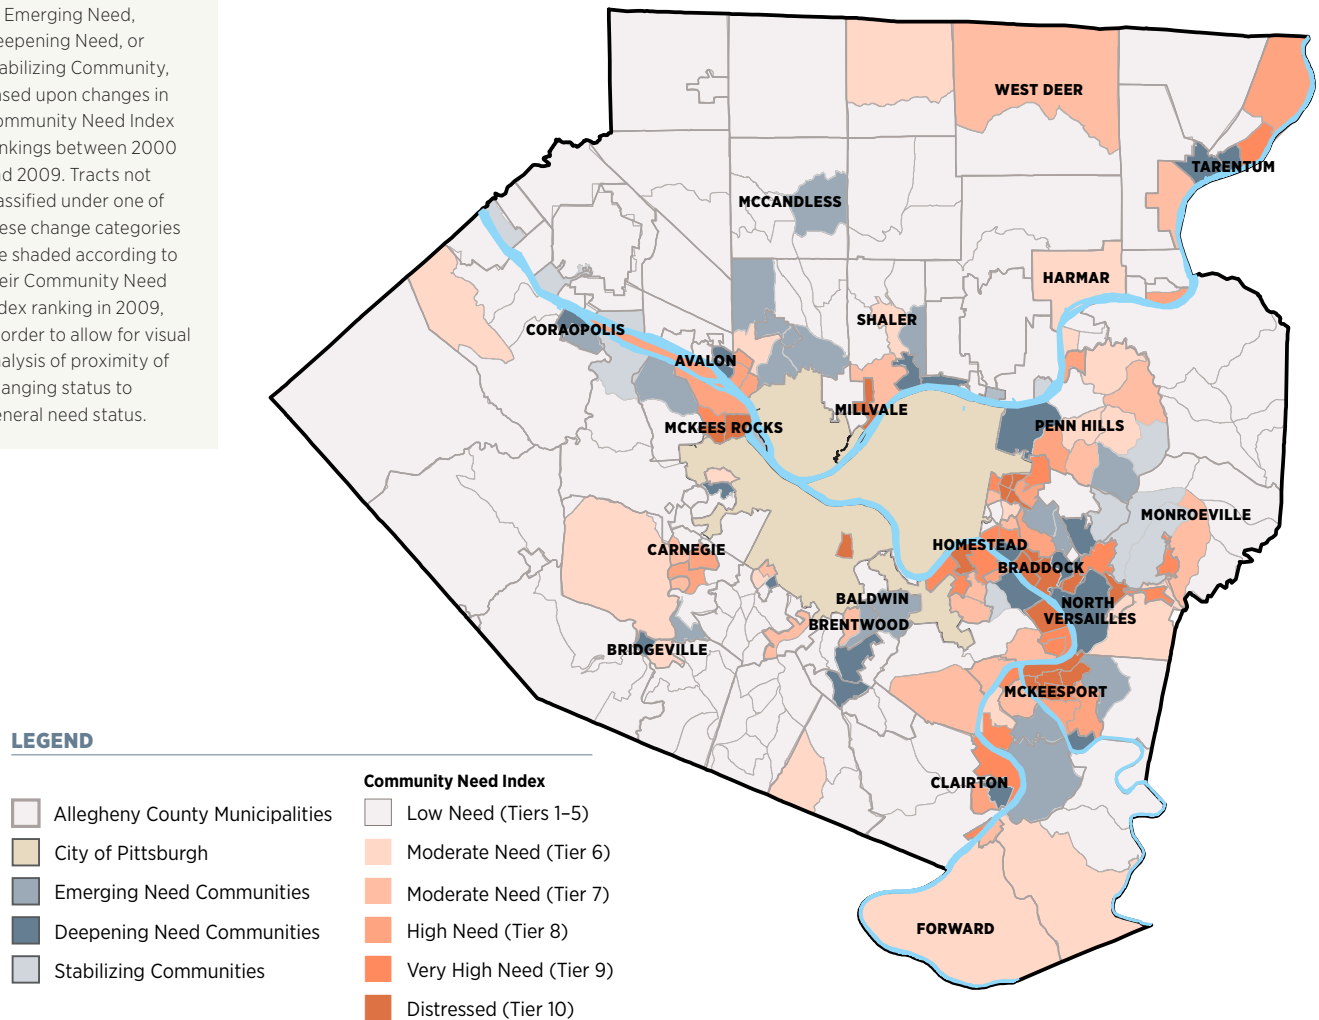 Emerging Need,
eepening Need, or
abilizing Community,
ased upon changes in
ommunity Need Index
nkings between 2000
d 2009. Tracts not
assified under one of
ese change categories
e shaded according to
eir Community Need
dex ranking in 2009,
order to allow for visual
nalysis of proximity of
anging status to
eneral need status.
WEST DEER
TARENTUM
MCCANDLESS
HARMAR
SHALER
CORAOPOLIS
AVALON
MILLVALE
MCKEES ROCKS
PENN HILLS
MONROEVILLE
CARNEGIE
HOMESTEAD
BRADDOCK
BALDWIN
NORTH
VERSAILLES
BRENTWOOD
BRIDGEVILLE
MCKEESPORT
CLAIRTON
FORWARD
LEGEND
Allegheny County Municipalities
City of Pittsburgh
Emerging Need Communities
Deepening Need Communities
Stabilizing Communities
Community Need Index
Low Need (Tiers 1–5)
Moderate Need (Tier 6)
Moderate Need (Tier 7)
High Need (Tier 8)
Very High Need (Tier 9)
Distressed (Tier 10)